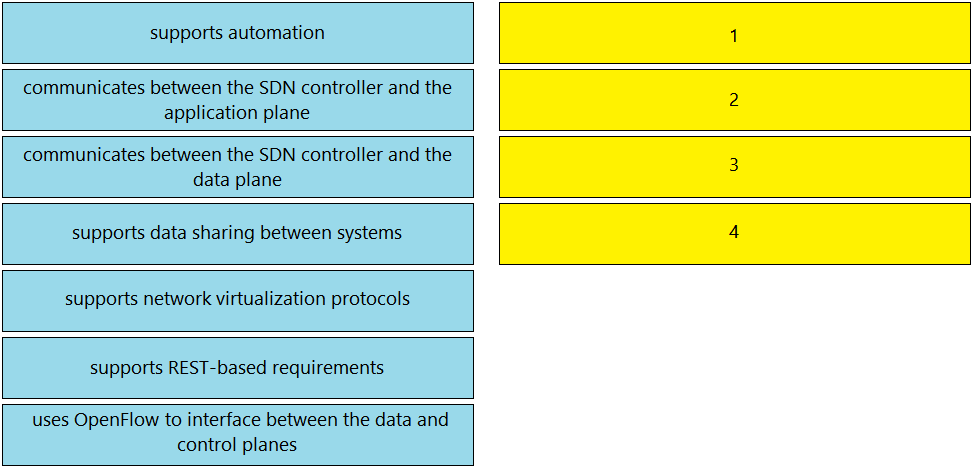 supports automation
communicates between the SDN controller and the
application plane
communicates between the SDN controller and the
data plane
supports data sharing between systems
supports network virtualization protocols
supports REST-based requirements
uses OpenFlow to interface between the data and
control planes
1
2
3
4